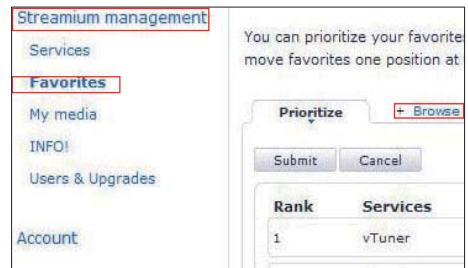 Streamium management
Services
Favorites
My media
INFO!
Users & Upgrades
Account
You can prioritize your favorites
move favorites one position at
Prioritize
+ Browse
Submit Cancel
Rank Services
1 vTuner